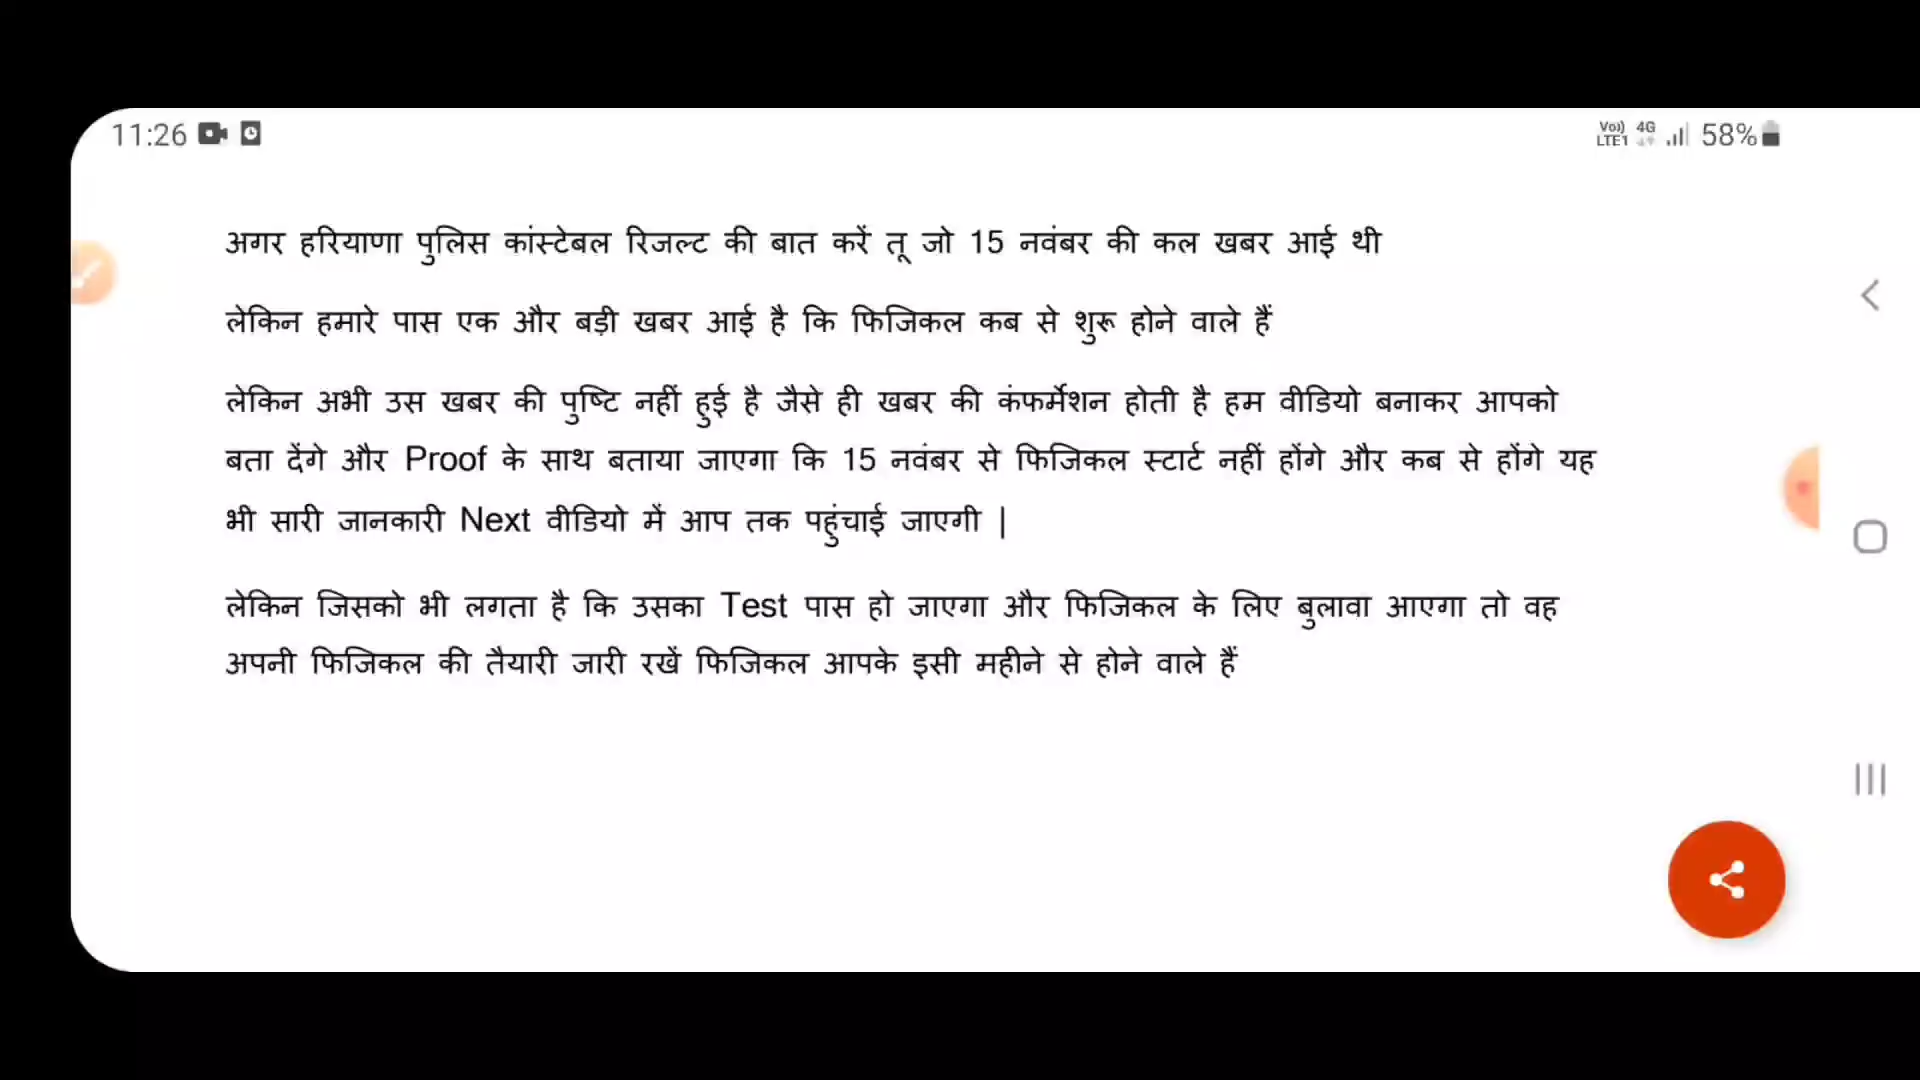 11:26
Vo)) 4G
LTE1
58%
अगर हरियाणा पुलिस कांस्टेबल रिजल्ट की बात करें तू जो 15 नवंबर की कल खबर आई थी
लेकिन हमारे पास एक और बड़ी खबर आई है कि फिजिकल कब से शुरू होने वाले हैं
लेकिन अभी उस खबर की पुष्टि नहीं हुई है जैसे ही खबर की कंफर्मेशन होती है हम वीडियो बनाकर आपको
बता देंगे और Proof के साथ बताया जाएगा कि 15 नवंबर से फिजिकल स्टार्ट नहीं होंगे और कब से होंगे यह
भी सारी जानकारी Next वीडियो में आप तक पहुंचाई जाएगी |
लेकिन जिसको भी लगता है कि उसका Test पास हो जाएगा और फिजिकल के लिए बुलावा आएगा तो वह
अपनी फिजिकल की तैयारी जारी रखें फिजिकल आपके इसी महीने से होने वाले हैं